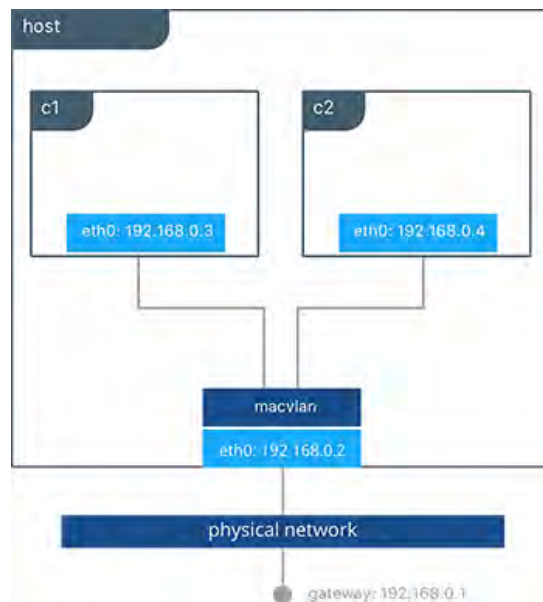 host
c1
c2
eth0: 192.168.0.3
eth0: 192.168.0.4
macvlan
eth0: 192.168.0.2
physical network
gateway: 192.168.0.1